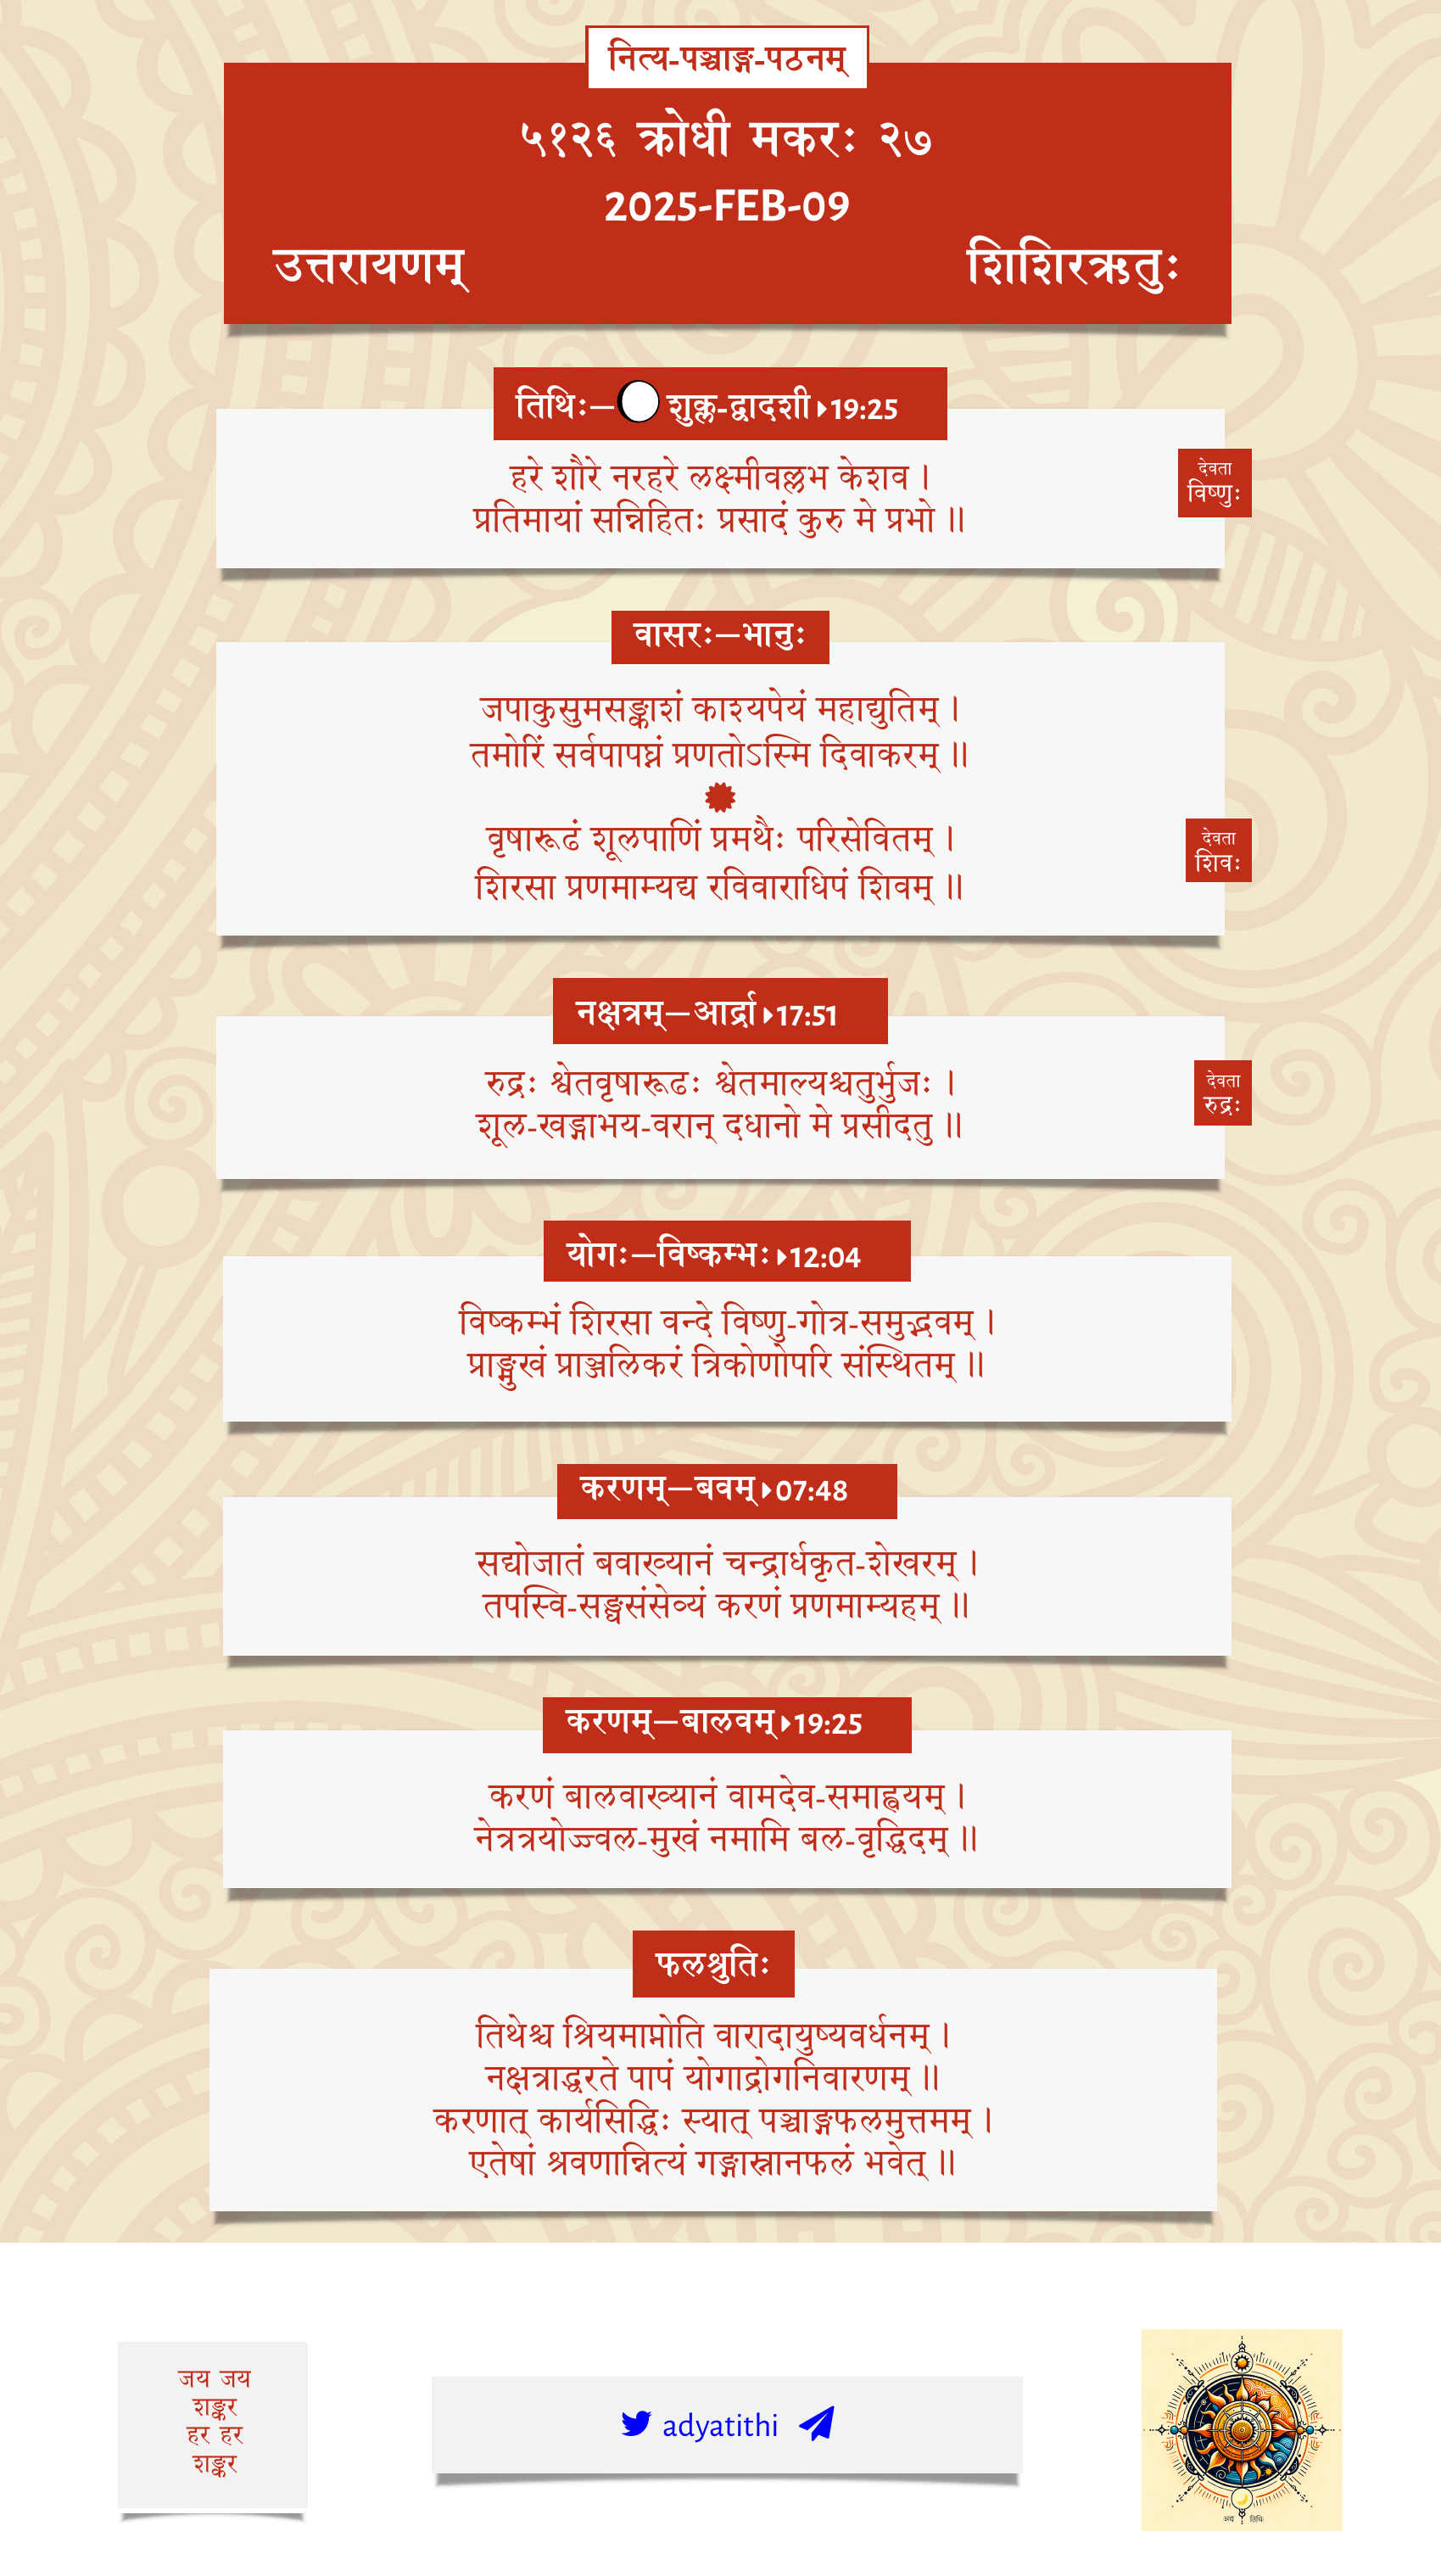 नित्य-पञ्चाङ्ग-पठनम्
५१२६ क्रोधी मकरः २७
2025-FEB-09
उत्तरायणम् शिशिरऋतुः
तिथिः—शुक्ल-द्वादशी 19:25
हरे शौरे नरहरे लक्ष्मीवल्लभ केशव ।
प्रतिमायां सन्निहितः प्रसादं कुरु मे प्रभो ॥
देवता
विष्णुः
वासरः—भानुः
जपाकुसुमसङ्काशं काश्यपेयं महाद्युतिम् ।
तमोरिं सर्वपापघ्नं प्रणतोऽस्मि दिवाकरम् ॥
वृषारूढं शूलपाणिं प्रमथैः परिसेवितम् ।
शिरसा प्रणमाम्यद्य रविवाराधिपं शिवम् ॥
देवता
शिवः
नक्षत्रम्—आर्द्रा 17:51
रुद्रः श्वेतवृषारूढः श्वेतमाल्यश्चतुर्भुजः ।
शूल-खड्गाभय-वरान् दधानो मे प्रसीदतु ॥
देवता
रुद्रः
योगः—विष्कम्भः 12:04
विष्कम्भं शिरसा वन्दे विष्णु-गोत्र-समुद्भवम् ।
प्राङ्मुखं प्राञ्जलिकरं त्रिकोणोपरि संस्थितम् ॥
करणम्—बवम् 07:48
सद्योजातं बवाख्यानं चन्द्रार्धकृत-शेखरम् ।
तपस्वि-सङ्घसंसेव्यं करणं प्रणमाम्यहम् ॥
करणम्—बालवम् 19:25
करणं बालवाख्यानं वामदेव-समाह्वयम् ।
नेत्रत्रयोज्ज्वल-मुखं नमामि बल-वृद्धिदम् ॥
फलश्रुतिः
तिथेश्च श्रियमाप्नोति वारादायुष्यवर्धनम् ।
नक्षत्राद्धरते पापं योगाद्रोगनिवारणम् ॥
करणात् कार्यसिद्धिः स्यात् पञ्चाङ्गफलमुत्तमम् ।
एतेषां श्रवणान्नित्यं गङ्गास्नानफलं भवेत् ॥
जय जय
शङ्कर
हर हर
शङ्कर
adyatithi
अद्य तिथिः